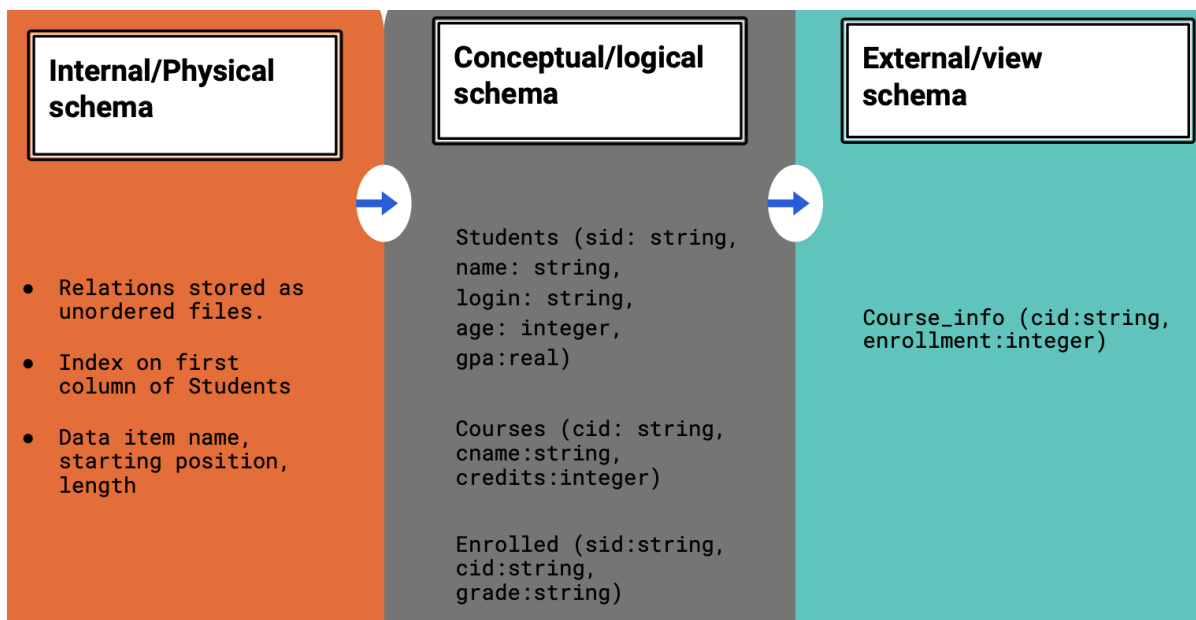 Internal/Physical
schema
● Relations stored as
unordered files.
● Index on first
column of Students
● Data item name,
starting position,
length
Conceptual/logical
schema
Students (sid: string,
name: string,
login: string,
age: integer,
gpa:real)
Courses (cid: string,
cname:string,
credits:integer)
Enrolled (sid:string,
cid:string,
grade:string)
External/view
schema
Course_info (cid:string,
enrollment:integer)